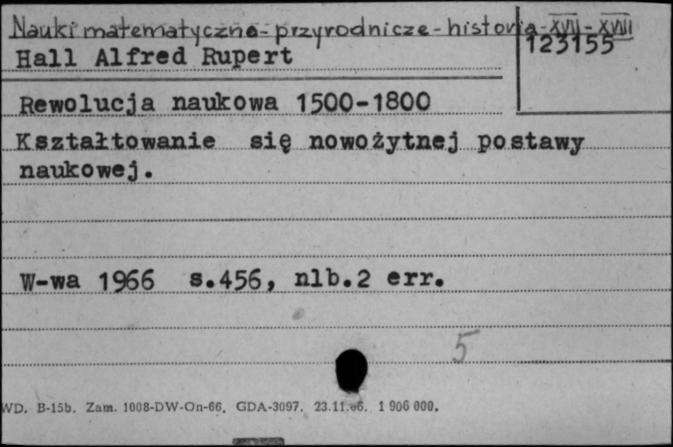 Nauki matematyczno-przyrodnicze-historia-XVII-XVIII
123155
Hall Alfred Rupert
Rewolucja naukowa 1500-1800
Kształtowanie się nowożytnej postawy
naukowej.
W-wa 1966 s.456, nlb.2 err.
5
WD. B-15b. Zam. 1008-DW-On-66. GDA-3097. 23.11.66. 1 906 000.